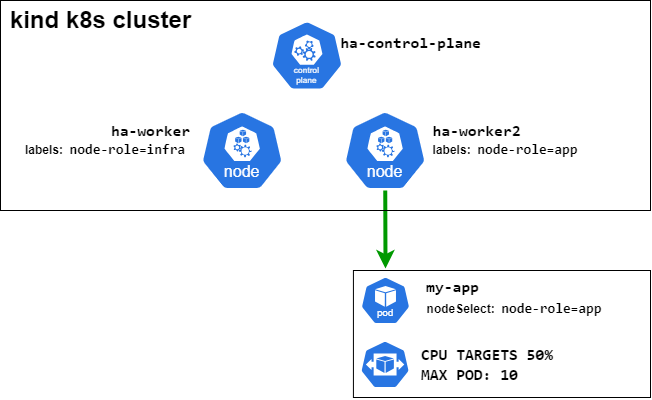 kind k8s cluster
ha-control-plane
control
plane
ha-worker
labels: node-role=infra
node
ha-worker2
labels: node-role=app
node
my-app
nodeSelect: node-role=app
pod
CPU TARGETS 50%
MAX POD: 10